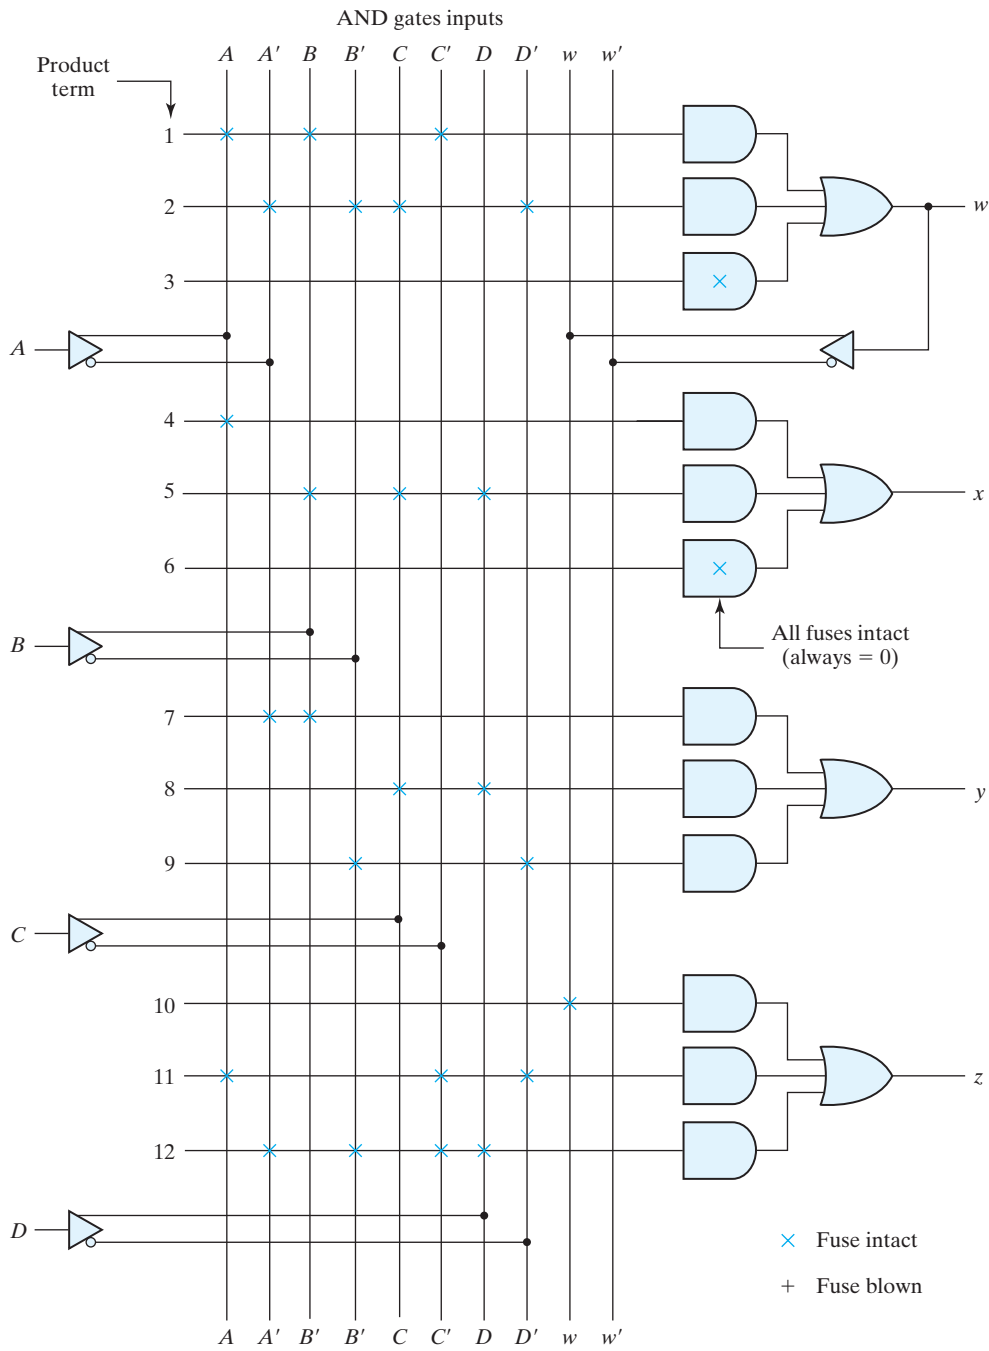 AND gates inputs
A A′ B B′ C C′ D D′ w w′
Product
term
1
2
w
3
A
4
5
x
6
All fuses intact
(always = 0)
B
7
8
y
9
C
10
11
z
12
D
× Fuse intact
+ Fuse blown
A A′ B′ B′ C C′ D D′ w w′